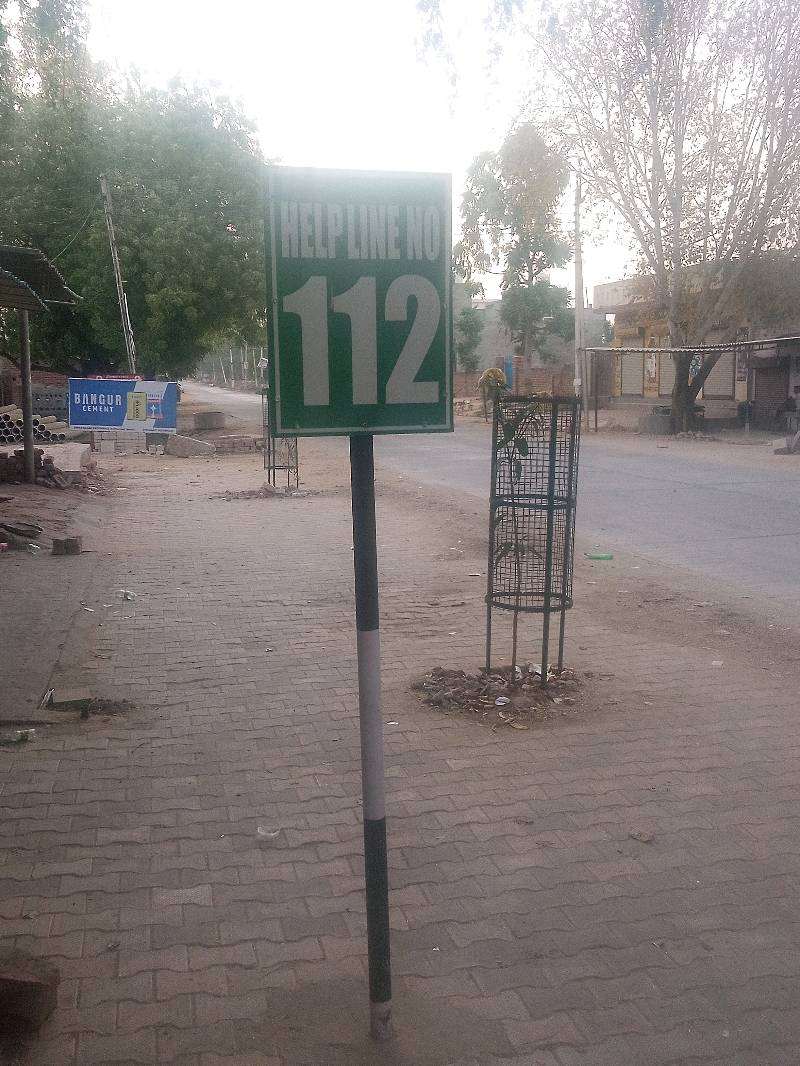 HELP LINE NO
112
BANGUR
CEMENT